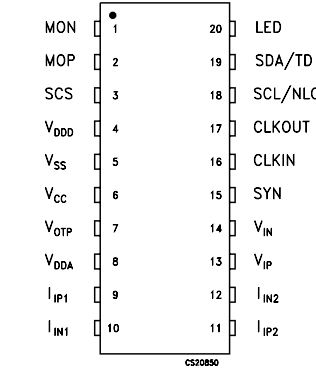 MON 1 20 LED
MOP 2 19 SDA/TD
SCS 3 18 SCL/NLC
VDDD 4 17 CLKOUT
VSS 5 16 CLKIN
VCC 6 15 SYN
VOTP 7 14 VIN
VDDA 8 13 VIP
IIP1 9 12 IIN2
IIN1 10 11 IIP2
CS20850